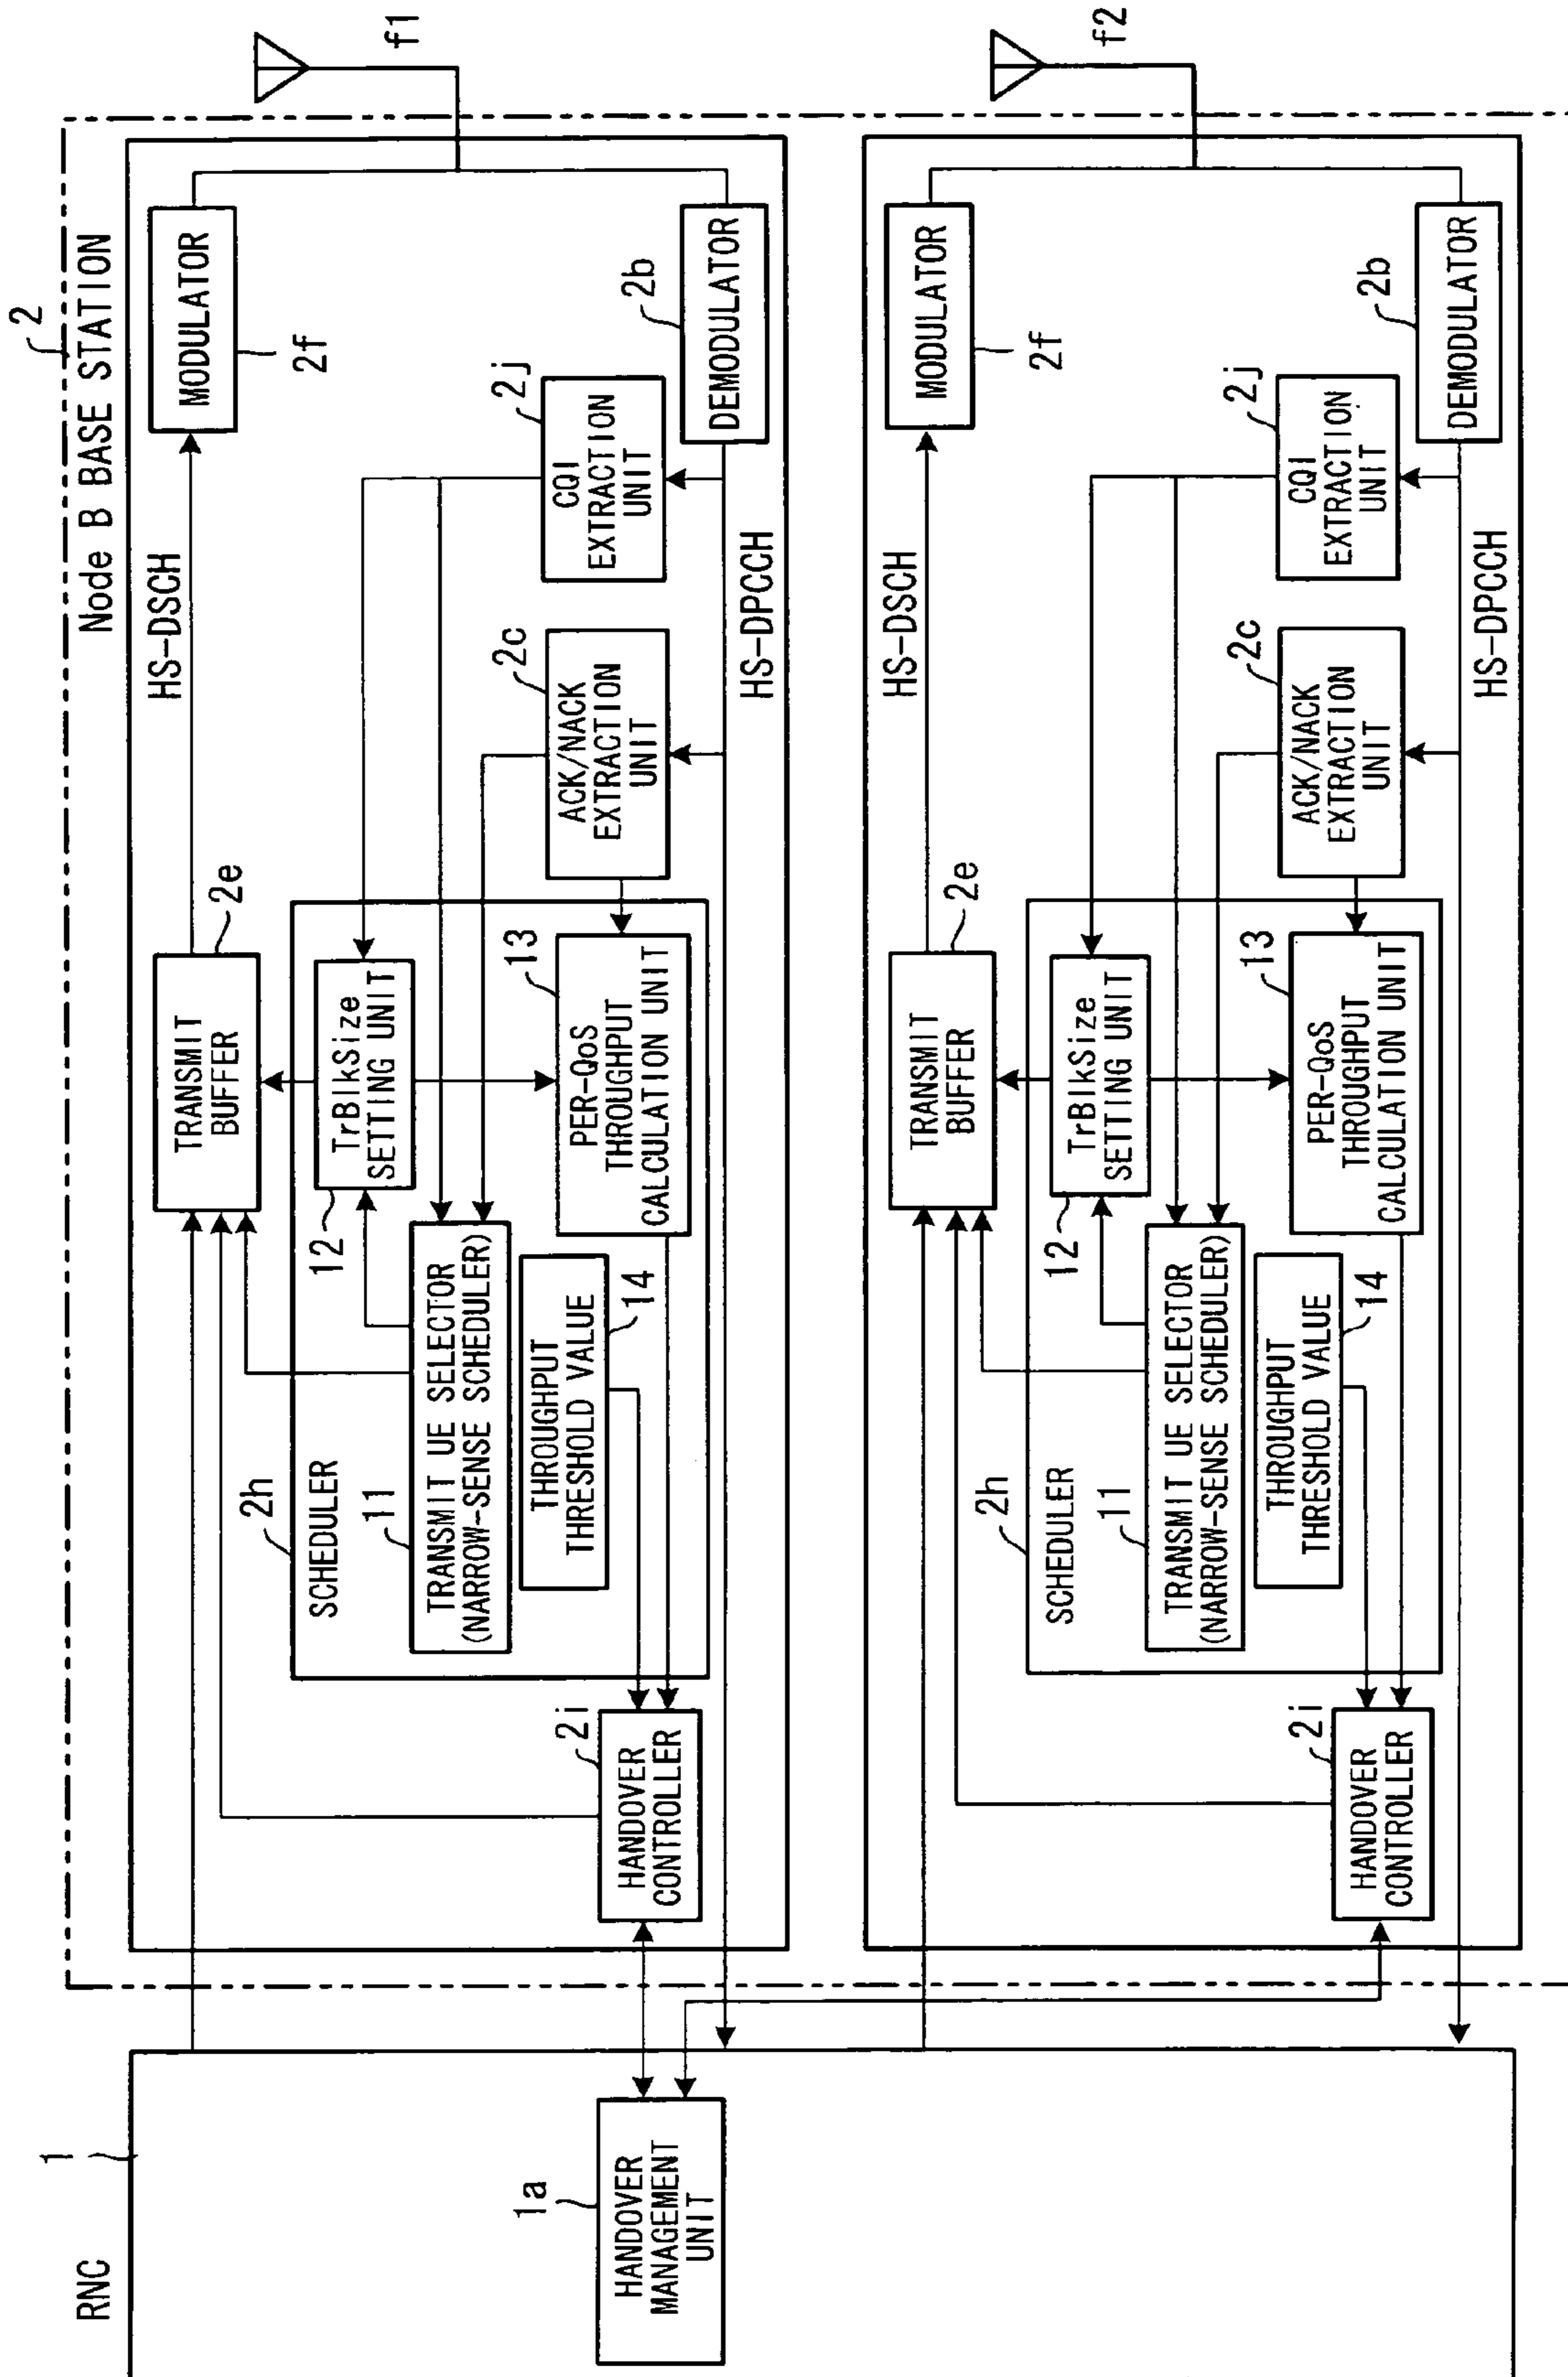 RNC
1
1a
HANDOVER
MANAGEMENT
UNIT
2
Node B BASE STATION
HS-DSCH
MODULATOR
2f
f1
TRANSMIT
BUFFER
2e
2h
SCHEDULER
12
TrBlkSize
SETTING UNIT
11
TRANSMIT UE SELECTOR
(NARROW-SENSE SCHEDULER)
THROUGHPUT
THRESHOLD VALUE
14
13
PER-QoS
THROUGHPUT
CALCULATION UNIT
2c
ACK/NACK
EXTRACTION
UNIT
2j
CQI
EXTRACTION
UNIT
2b
DEMODULATOR
2i
HANDOVER
CONTROLLER
HS-DPCCH
HS-DSCH
MODULATOR
2f
f2
TRANSMIT
BUFFER
2e
2h
SCHEDULER
12
TrBlkSize
SETTING UNIT
11
TRANSMIT UE SELECTOR
(NARROW-SENSE SCHEDULER)
THROUGHPUT
THRESHOLD VALUE
14
13
PER-QoS
THROUGHPUT
CALCULATION UNIT
2c
ACK/NACK
EXTRACTION
UNIT
2j
CQI
EXTRACTION
UNIT
2b
DEMODULATOR
2i
HANDOVER
CONTROLLER
HS-DPCCH